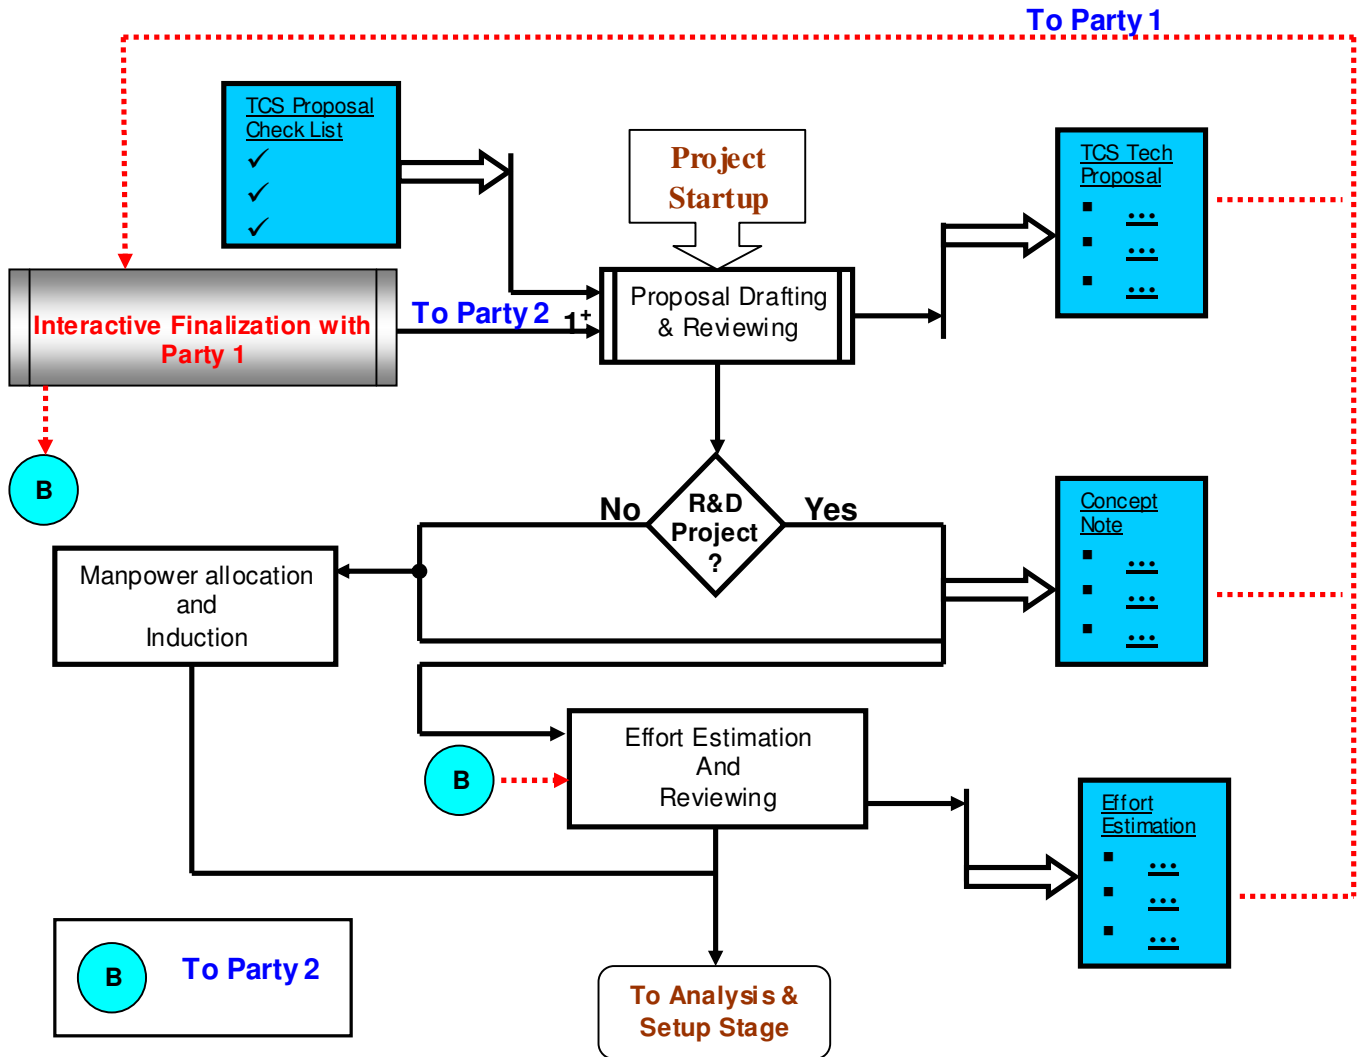 To Party 1
TCS Proposal
Check List
✓
✓
✓
Project
Startup
TCS Tech
Proposal
▪ ...
▪ ...
▪ ...
Interactive Finalization with
Party 1
To Party 2
1+
Proposal Drafting
& Reviewing
B
No
R&D
Project
?
Yes
Concept
Note
▪ ...
▪ ...
▪ ...
Manpower allocation
and
Induction
B
Effort Estimation
And
Reviewing
Effort
Estimation
▪ ...
▪ ...
▪ ...
B
To Party 2
To Analysis &
Setup Stage